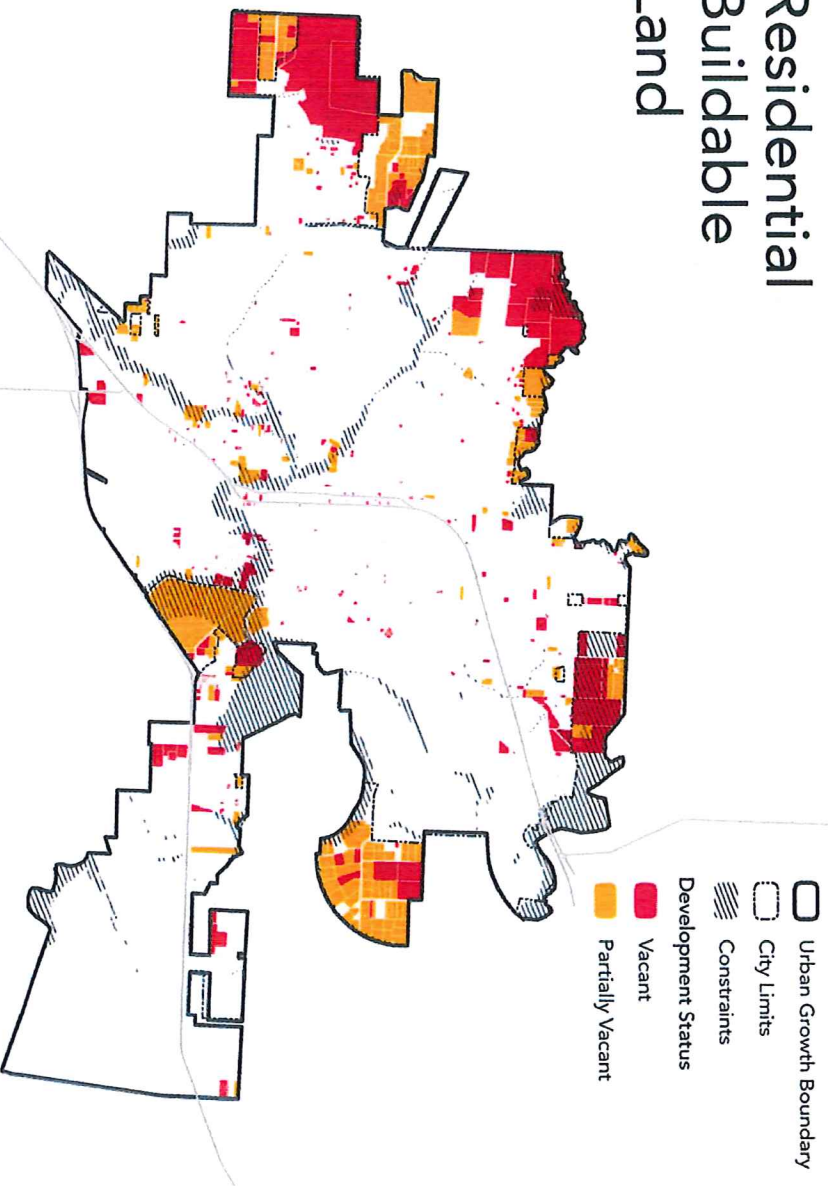 Residential
Buildable
Land
Urban Growth Boundary
City Limits
Constraints
Development Status
Vacant
Partially Vacant